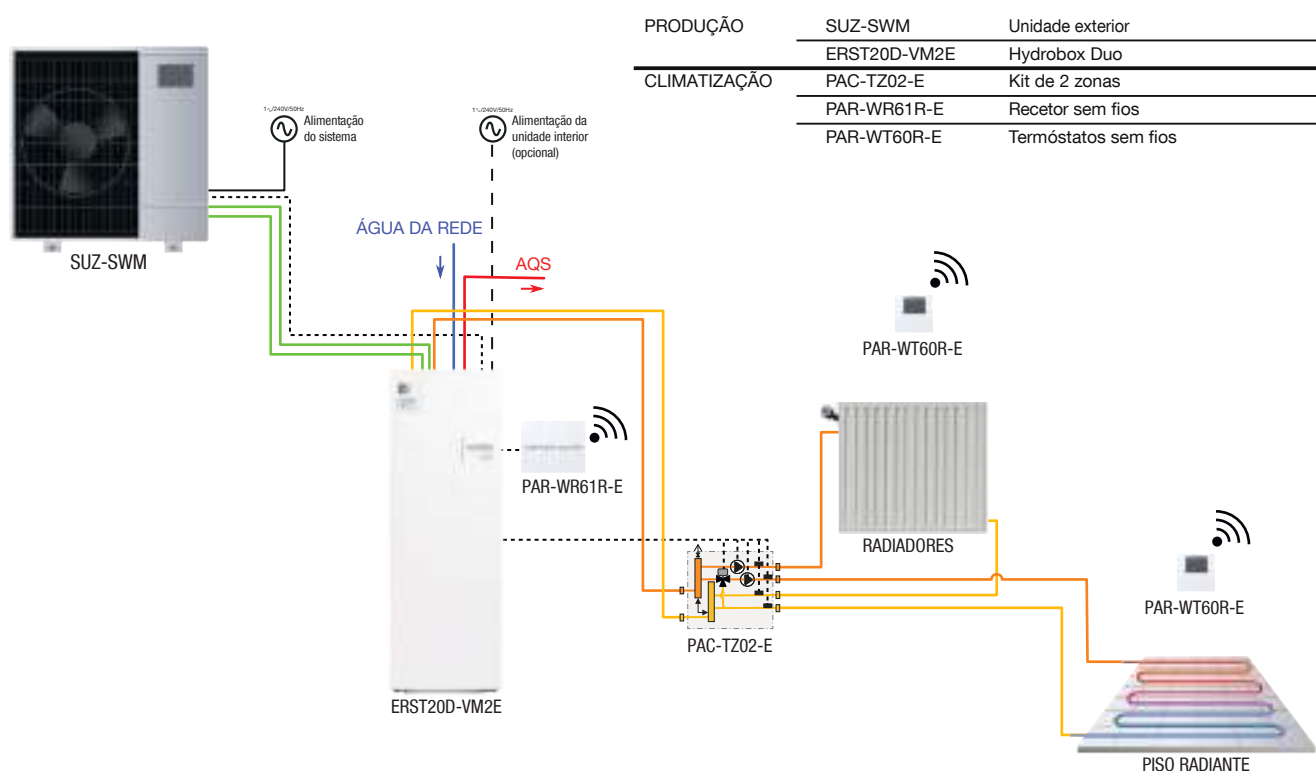 PRODUÇÃO SUZ-SWM Unidade exterior
ERST20D-VM2E Hydrobox Duo
CLIMATIZAÇÃO PAC-TZ02-E Kit de 2 zonas
PAR-WR61R-E Recetor sem fios
PAR-WT60R-E Termóstatos sem fios
1~/240V/50Hz
Alimentação
do sistema
1~/240V/50Hz
Alimentação da
unidade interior
(opcional)
SUZ-SWM
ÁGUA DA REDE
AQS
PAR-WT60R-E
PAR-WR61R-E
RADIADORES
PAR-WT60R-E
PAC-TZ02-E
ERST20D-VM2E
PISO RADIANTE